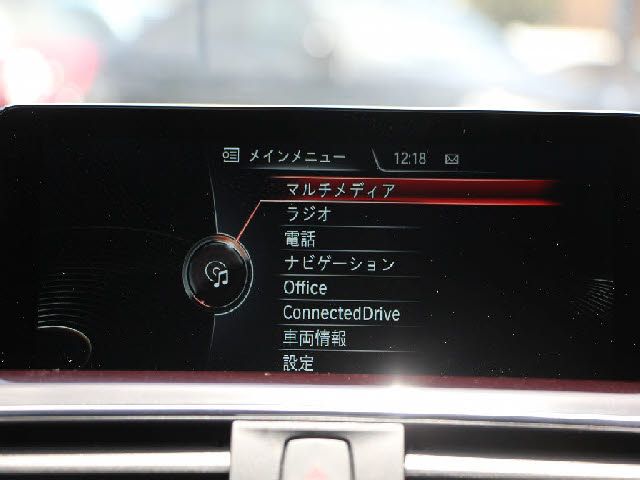 メインメニュー 12:18
マルチメディア
ラジオ
電話
ナビゲーション
Office
ConnectedDrive
車両情報
設定